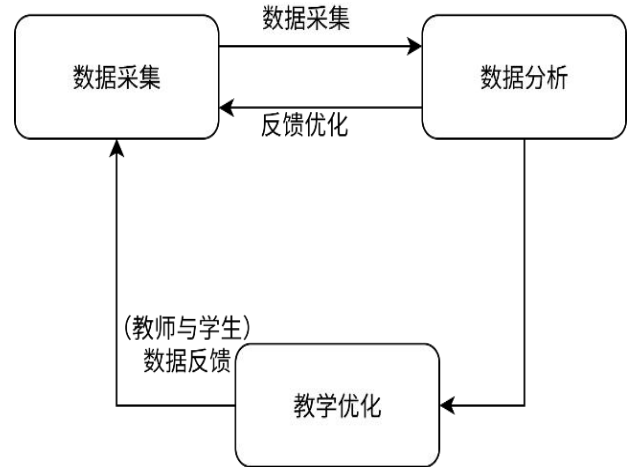 数据采集
数据采集
数据分析
反馈优化
（教师与学生）
数据反馈
教学优化